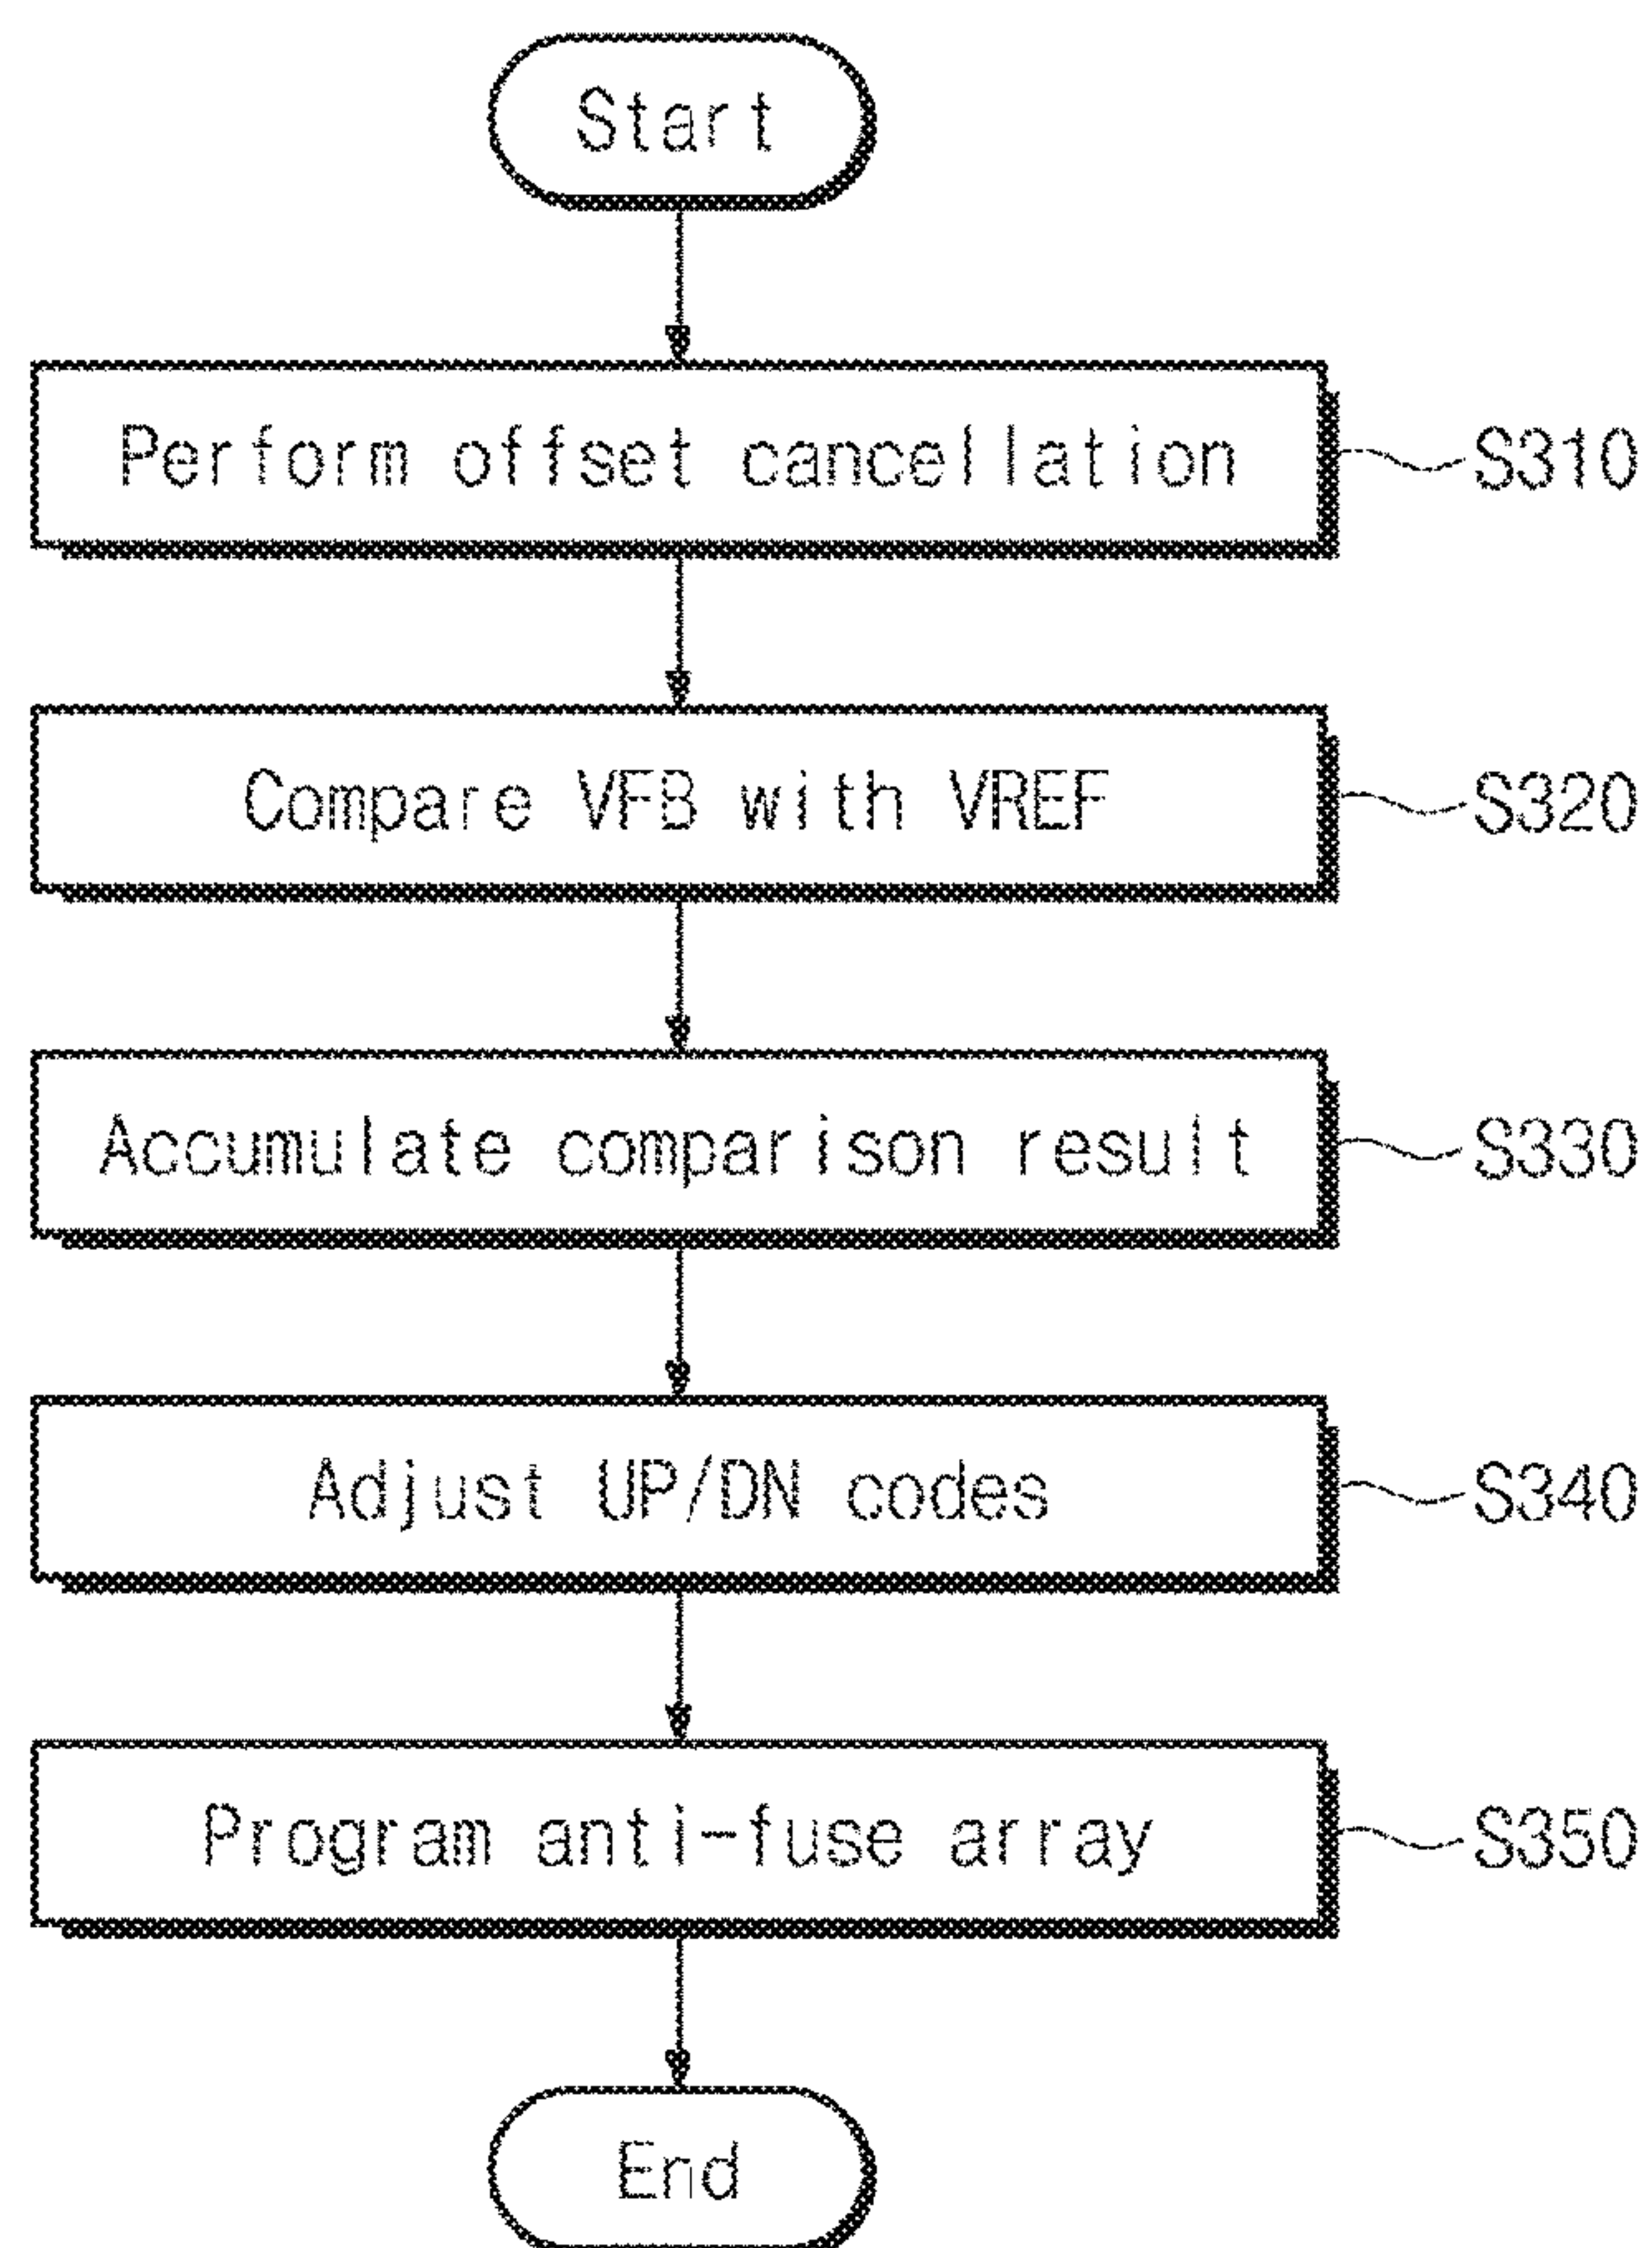 Start
Perform offset cancellation
S310
Compare VFB with VREF
S320
Accumulate comparison result
S330
Adjust UP/DN codes
S340
Program anti-fuse array
S350
End